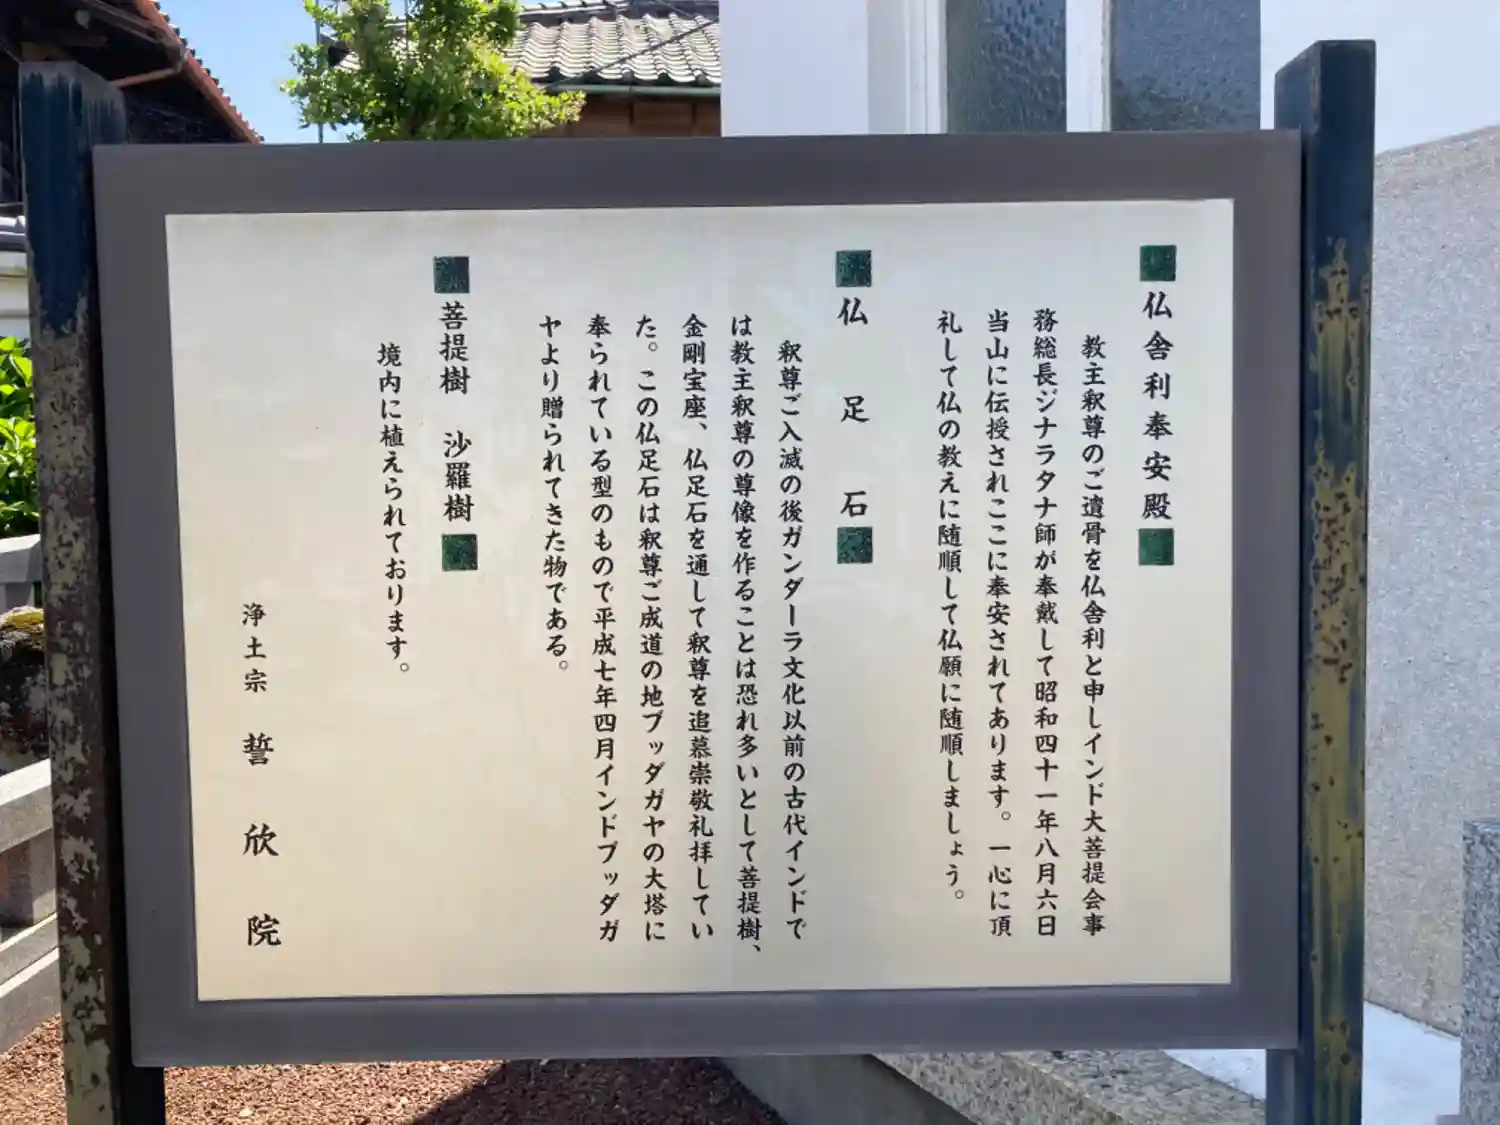 仏舎利奉安殿
教主釈尊のご遺骨を仏舎利と申しインド大菩提会事
務総長ジナラタナ師が奉戴して昭和四十一年八月六日
当山に伝授されここに奉安されてあります。一心に頂
礼して仏の教えに随順して仏願に随順しましょう。
仏足石
釈尊ご入滅の後ガンダーラ文化以前の古代インドで
は教主釈尊の尊像を作ることは恐れ多いとして菩提樹、
金剛宝座、仏足石を通して釈尊を追慕崇敬礼拝してい
た。この仏足石は釈尊ご成道の地ブッダガヤの大塔に
奉られている型のもので平成七年四月インドブッダガ
ヤより贈られてきた物である。
菩提樹 沙羅樹
境内に植えられております。
浄土宗 誓欣院